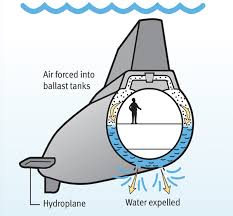 Air forced into
ballast tanks
Hydroplane
Water expelled